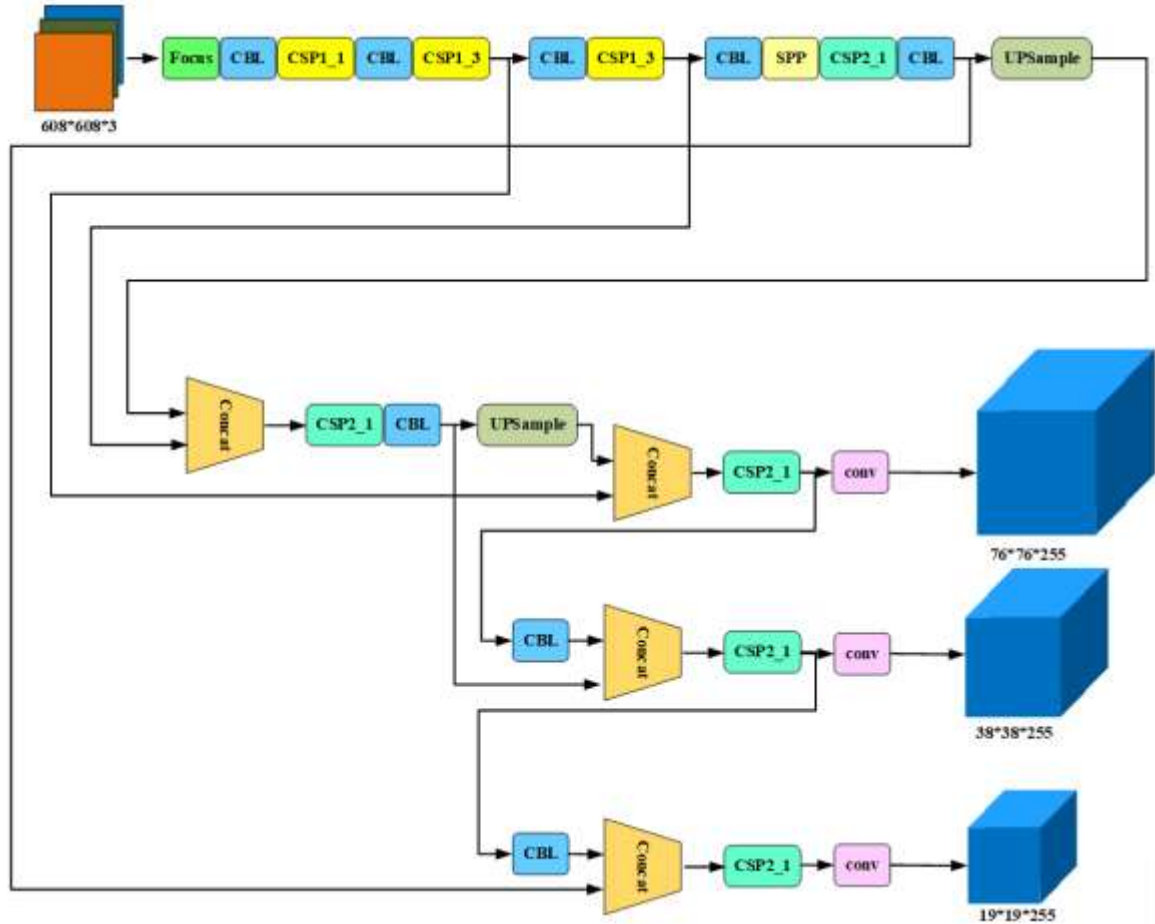 Focus CBL CSP1_1 CBL CSP1_3 CBL CSP1_3 CBL SPP CSP2_1 CBL UPSample
608*608*3
Concat CSP2_1 CBL UPSample Concat CSP2_1 conv
76*76*255
CBL Concat CSP2_1 conv
38*38*255
CBL Concat CSP2_1 conv
19*19*255